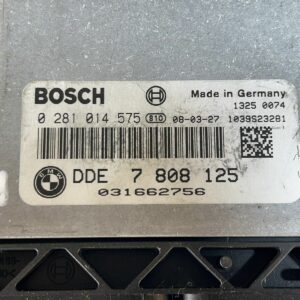 BOSCH
Made in Germany
1325 0074
0 281 014 575 810 08-03-27 1039S23281
BMW
DDE 7 808 125
031662756